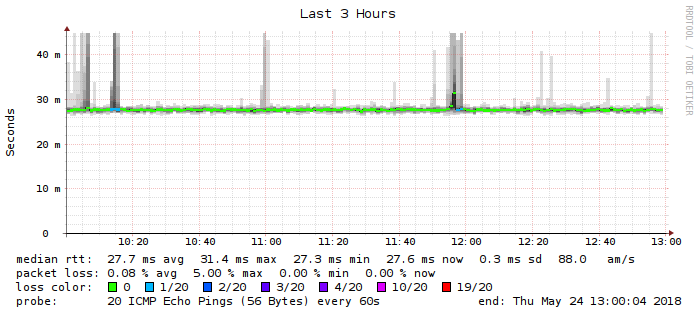 Last 3 Hours
RRDTOOL / TOBI OETIKER
Seconds
40 m
30 m
20 m
10 m
0
10:20 10:40 11:00 11:20 11:40 12:00 12:20 12:40 13:00
median rtt: 27.7 ms avg 31.4 ms max 27.3 ms min 27.6 ms now 0.3 ms sd 88.0 am/s
packet loss: 0.08 % avg 5.00 % max 0.00 % min 0.00 % now
loss color: 0 1/20 2/20 3/20 4/20 10/20 19/20
probe: 20 ICMP Echo Pings (56 Bytes) every 60s end: Thu May 24 13:00:04 2018